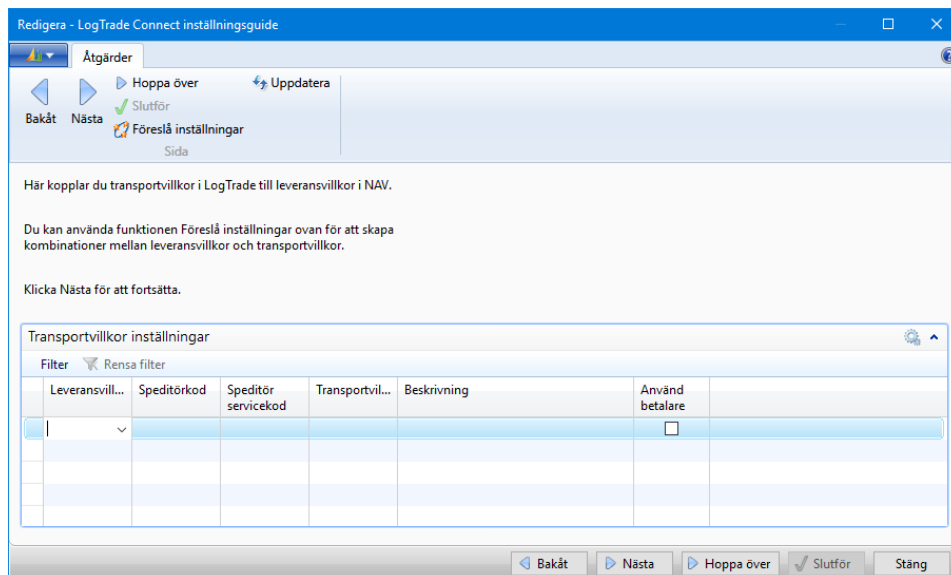 Redigera - LogTrade Connect inställningsguide
Åtgärder
Bakåt
Nästa
Hoppa över
Slutför
Föreslå inställningar
Uppdatera
Sida
Här kopplar du transportvillkor i LogTrade till leveransvillkor i NAV.
Du kan använda funktionen Föreslå inställningar ovan för att skapa
kombinationer mellan leveransvillkor och transportvillkor.
Klicka Nästa för att fortsätta.
Transportvillkor inställningar
Filter Rensa filter
Leveransvill... Speditörkod Speditör servicekod Transportvil... Beskrivning Använd betalare
Bakåt Nästa Hoppa över Slutför Stäng